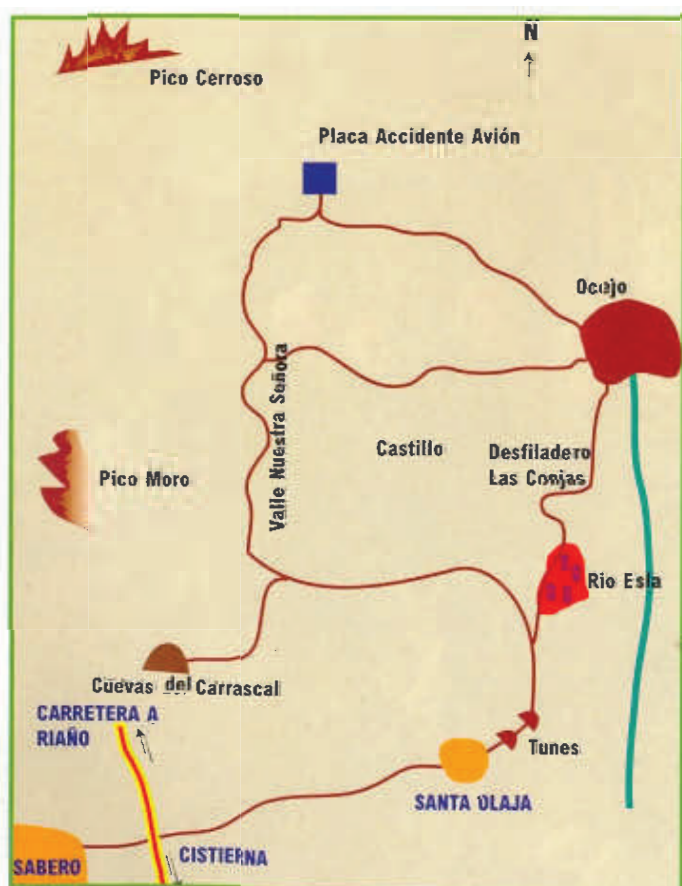 N
Pico Cerroso
Placa Accidente Avión
Ocejo
Valle Nuestra Señora
Castillo
Desfiladero
Las Conjas
Pico Moro
Rio Esla
Cuevas del Carrascal
CARRETERA A
RIAÑO
Tunes
SANTA OLAJA
CISTIERNA
SABERO